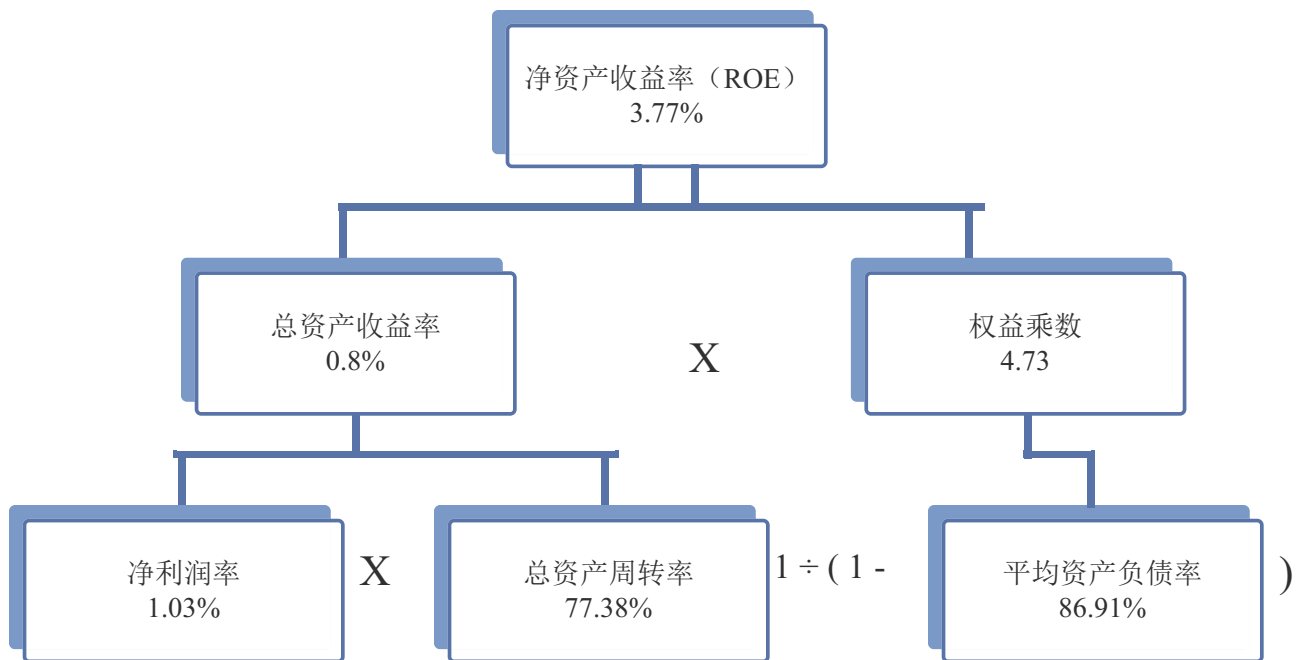 净资产收益率（ROE）
3.77%
总资产收益率
0.8%
X
权益乘数
4.73
净利润率
1.03%
X
总资产周转率
77.38%
1 ÷ ( 1 -
平均资产负债率
86.91%
)